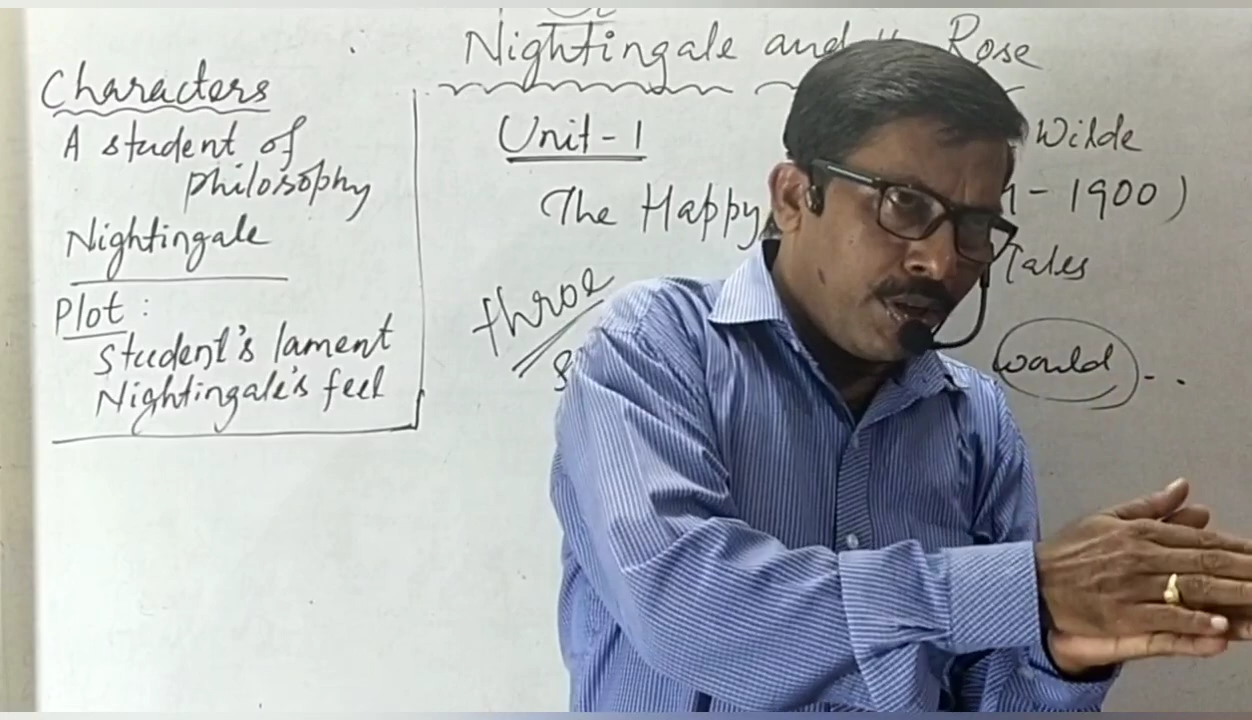 Nightingale and Rose
Characters
A student of
philosophy
Nightingale
Plot :
Student's lament
Nightingale's feel
Unit - 1
Wilde
- 1900 )
The Happy
Tales
throe
would - . .